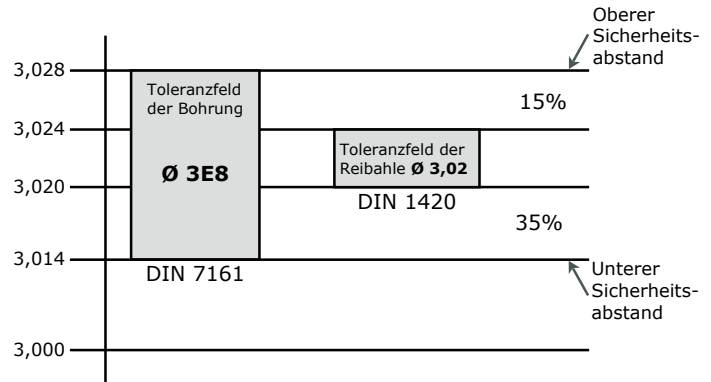 Oberer
Sicherheits-
abstand
3,028
Toleranzfeld
der Bohrung
15%
3,024
Toleranzfeld der
Reibahle Ø 3,02
Ø 3E8
3,020
DIN 1420
35%
3,014
DIN 7161
Unterer
Sicherheits-
abstand
3,000